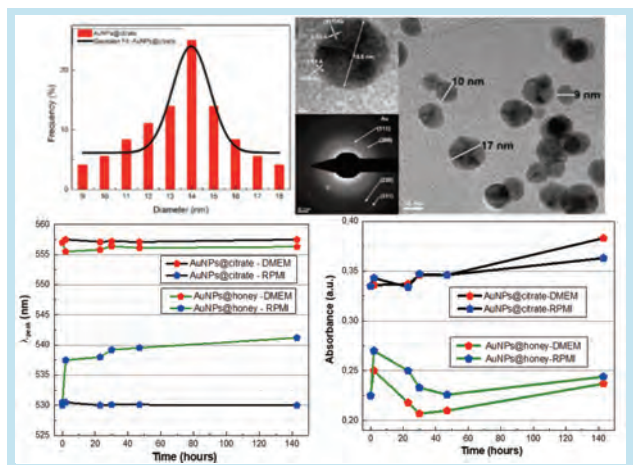 AuNPs@citrate
Gaussian Fit: AuNPs@citrate
Frequency (%)
20
10
0
9 10 11 12 13 14 15 16 17 18
Diameter (nm)
Au
10 nm
9 nm
17 nm
λpeak (nm)
560
555
550
545
540
535
530
525
0 20 40 60 80 100 120 140
Time (hours)
AuNPs@citrate - DMEM
AuNPs@citrate - RPMI
AuNPs@honey - DMEM
AuNPs@honey - RPMI
Absorbance (a.u.)
0,40
0,35
0,30
0,25
0,20
0 20 40 60 80 100 120 140
Time (hours)
AuNPs@citrate-DMEM
AuNPs@citrate-RPMI
AuNPs@honey-DMEM
AuNPs@honey-RPMI